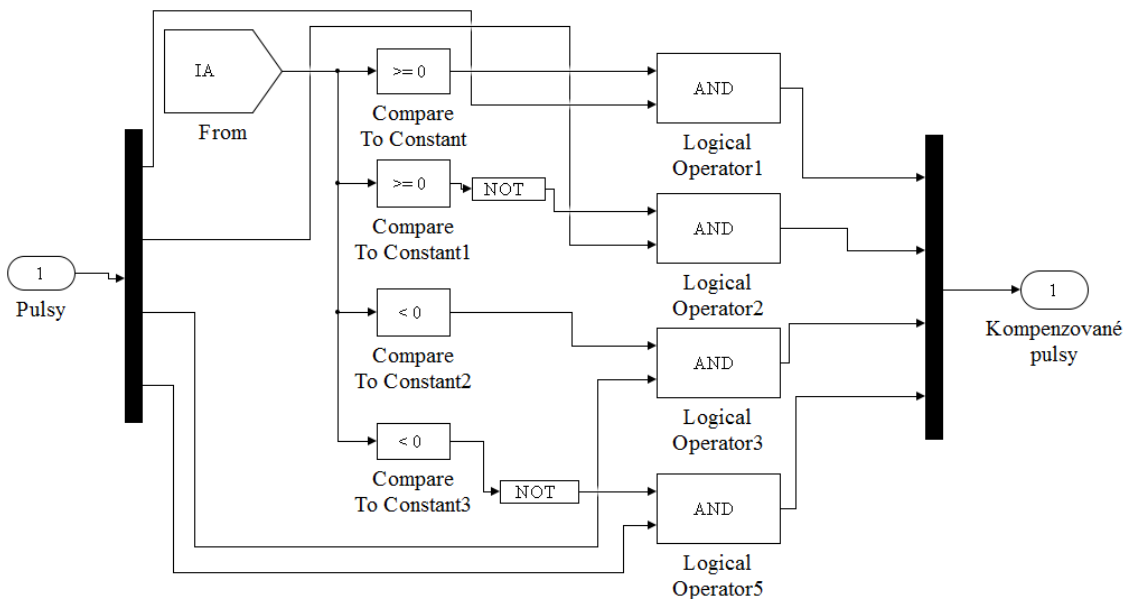 IA
From
>= 0
Compare
To Constant
AND
Logical
Operator1
>= 0
NOT
Compare
To Constant1
AND
Logical
Operator2
1
Pulsy
< 0
Compare
To Constant2
AND
Logical
Operator3
1
Kompenzované
pulsy
< 0
Compare
To Constant3
NOT
AND
Logical
Operator5